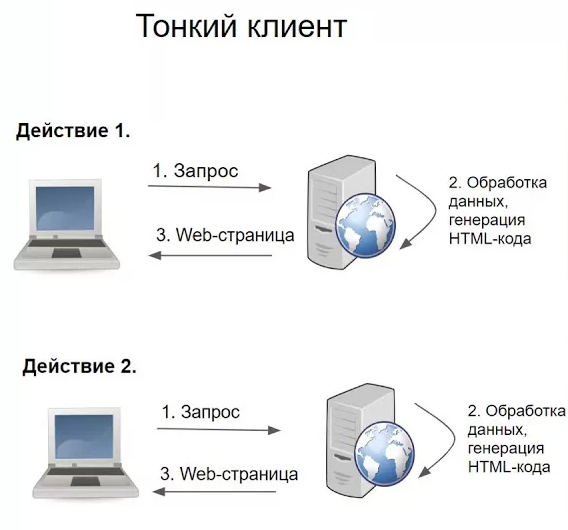 Тонкий клиент
Действие 1.
1. Запрос
2. Обработка
данных,
генерация
HTML-кода
3. Web-страница
Действие 2.
1. Запрос
2. Обработка
данных,
генерация
HTML-кода
3. Web-страница